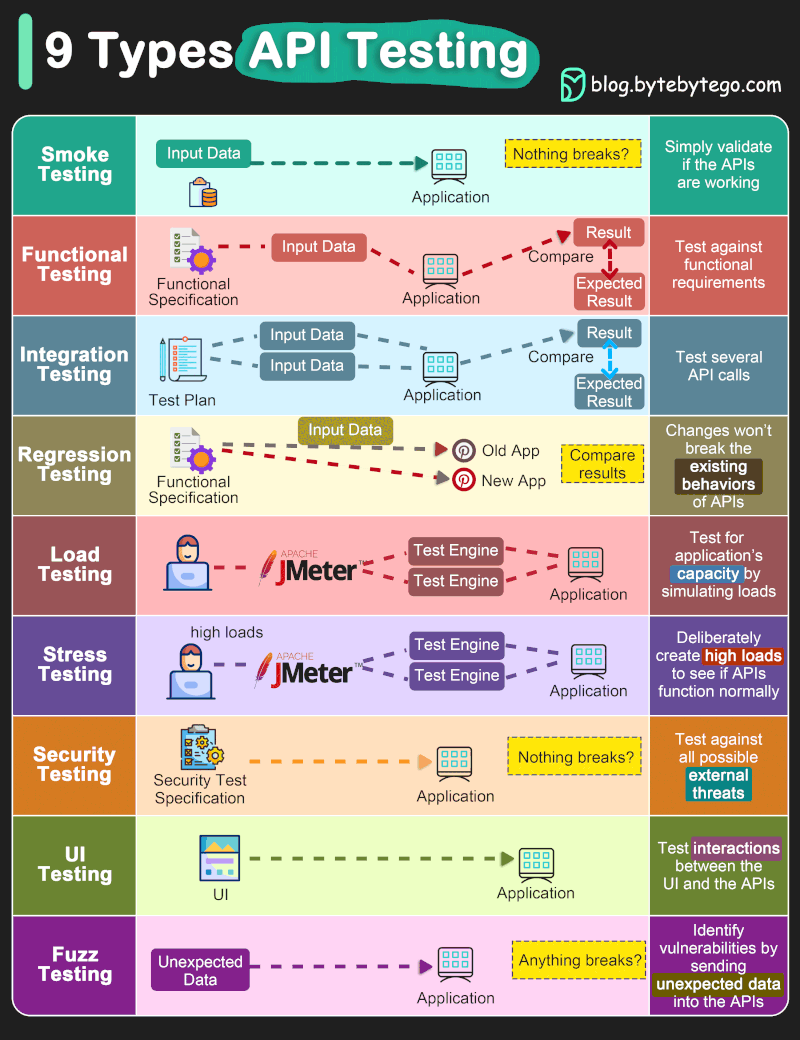 9 Types API Testing
blog.bytebytego.com
Smoke
Testing
Input Data
Application
Nothing breaks?
Simply validate
if the APIs
are working
Functional
Testing
Functional
Specification
Input Data
Application
Compare
Result
Expected
Result
Test against
functional
requirements
Integration
Testing
Test Plan
Input Data
Input Data
Application
Compare
Result
Expected
Result
Test several
API calls
Regression
Testing
Functional
Specification
Input Data
Old App
New App
Compare
results
Changes won't
break the
existing
behaviors
of APIs
Load
Testing
APACHE
JMeter™
Test Engine
Test Engine
Application
Test for
application's
capacity by
simulating loads
Stress
Testing
high loads
APACHE
JMeter™
Test Engine
Test Engine
Application
Deliberately
create high loads
to see if APIs
function normally
Security
Testing
Security Test
Specification
Application
Nothing breaks?
Test against
all possible
external
threats
UI
Testing
UI
Application
Test interactions
between the
UI and the APIs
Fuzz
Testing
Unexpected
Data
Application
Anything breaks?
Identify
vulnerabilities by
sending
unexpected data
into the APIs